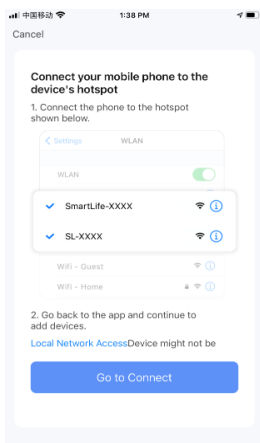 中国移动 1:38 PM
Cancel
Connect your mobile phone to the
device's hotspot
1. Connect the phone to the hotspot
shown below.
Settings WLAN
WLAN
SmartLife-XXXX
SL-XXXX
Wifi - Guest
Wifi - Home
2. Go back to the app and continue to
add devices.
Local Network AccessDevice might not be
Go to Connect